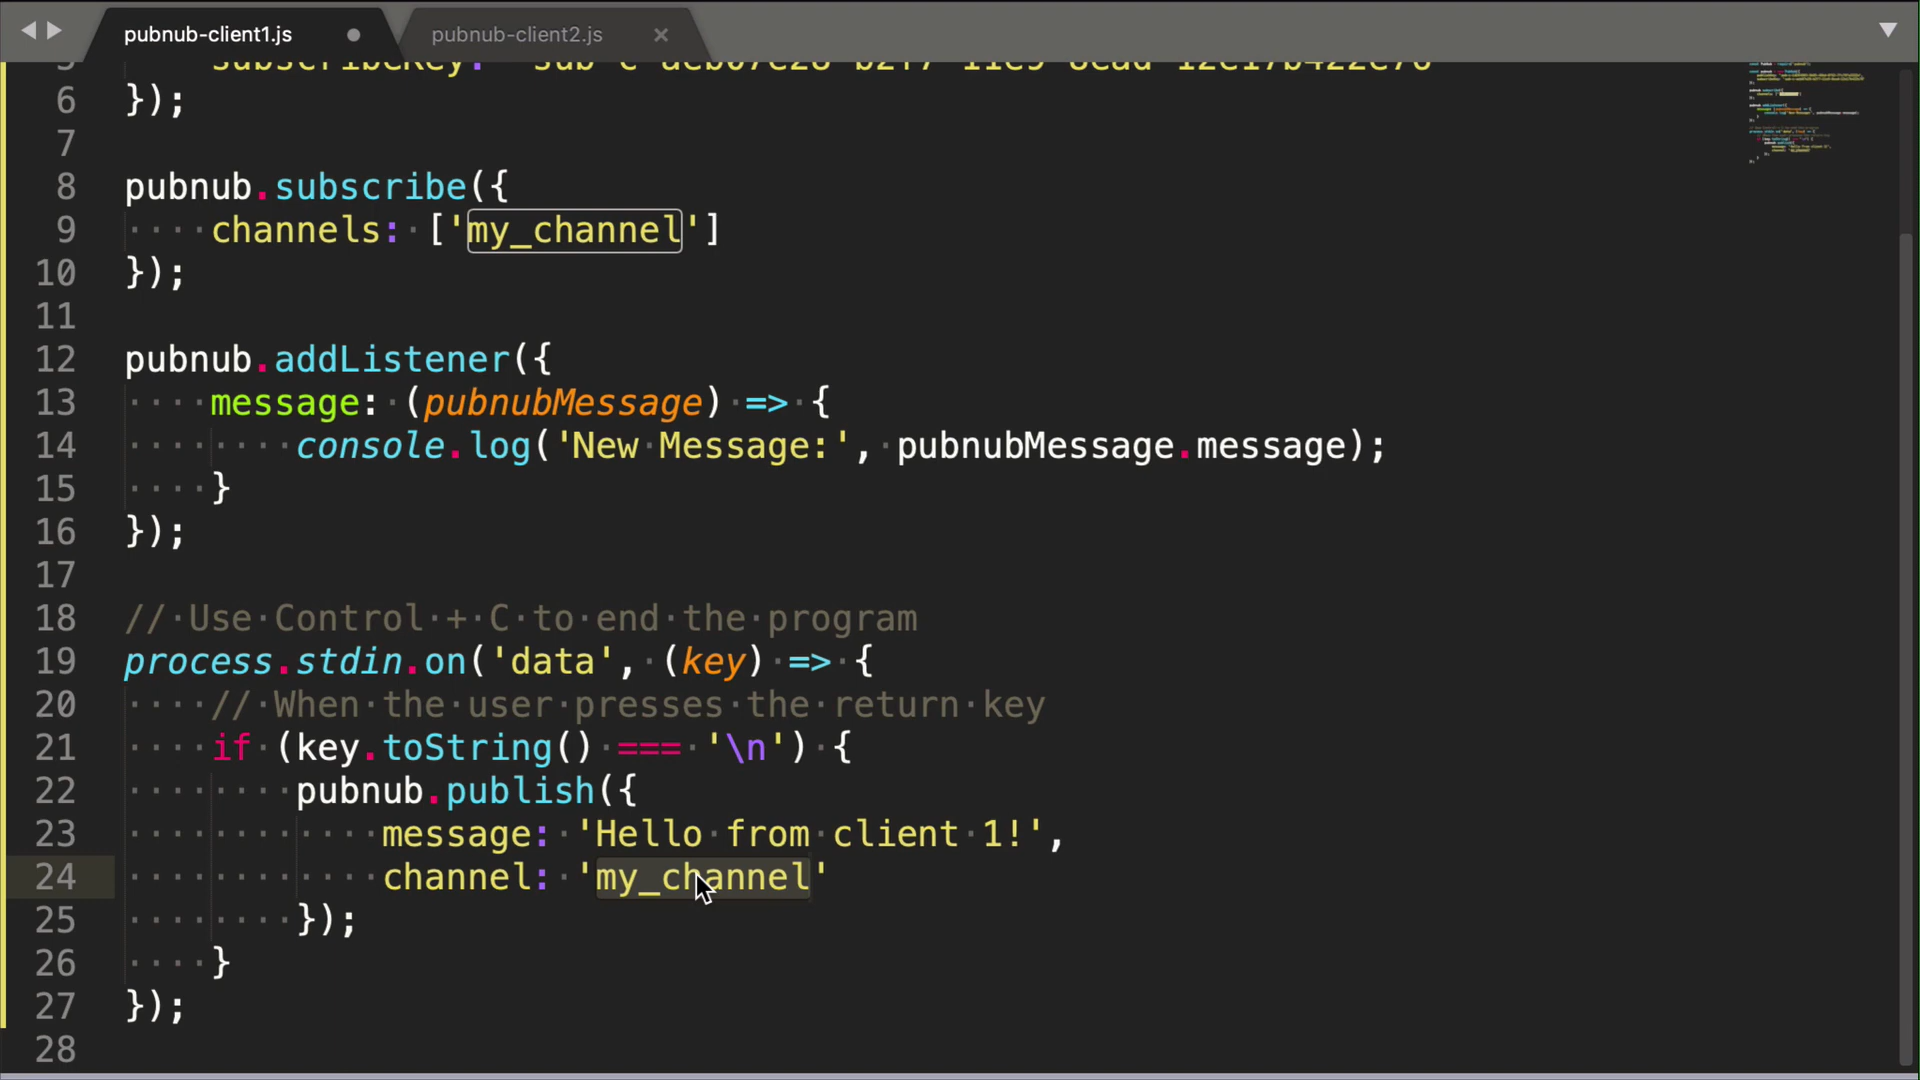 pubnub-client1.js
pubnub-client2.js
6 });
7
8 pubnub.subscribe({
9 channels: ['my_channel']
10 });
11
12 pubnub.addListener({
13 message: (pubnubMessage) => {
14 console.log('New Message:', pubnubMessage.message);
15 }
16 });
17
18 // Use Control + C to end the program
19 process.stdin.on('data', (key) => {
20 // When the user presses the return key
21 if (key.toString() === '\n') {
22 pubnub.publish({
23 message: 'Hello from client 1!',
24 channel: 'my_channel'
25 });
26 }
27 });
28